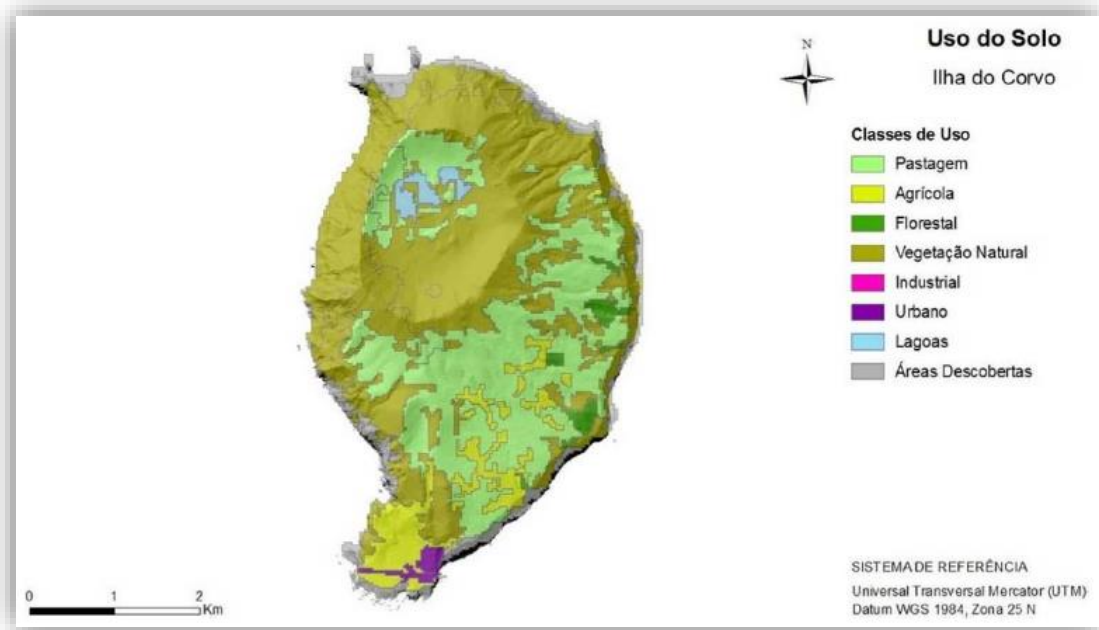 Uso do Solo
Ilha do Corvo
N
Classes de Uso
Pastagem
Agrícola
Florestal
Vegetação Natural
Industrial
Urbano
Lagoas
Áreas Descobertas
0 1 2
Km
SISTEMA DE REFERÊNCIA
Universal Transversal Mercator (UTM)
Datum WGS 1984, Zona 25 N